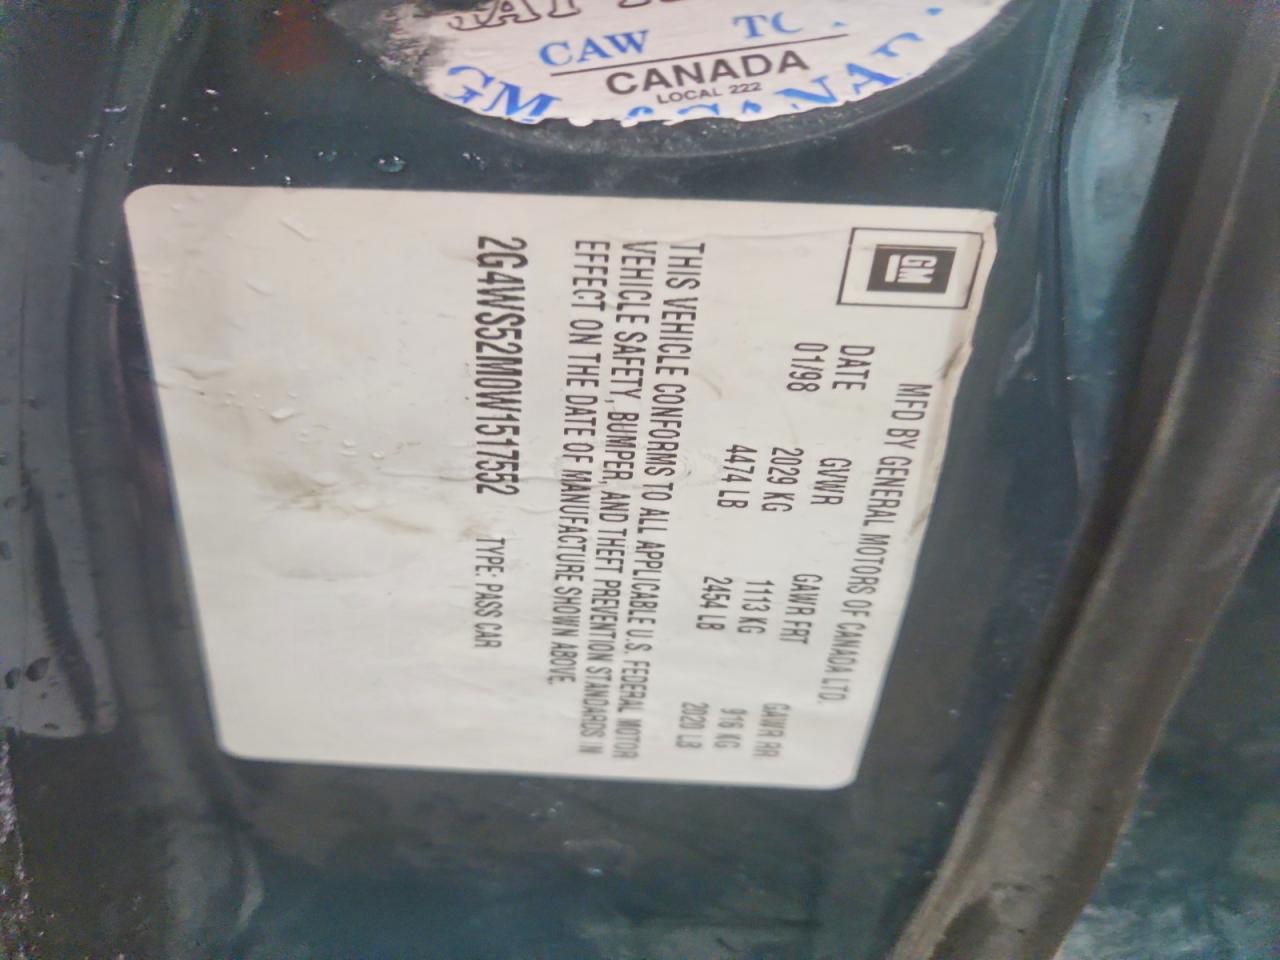 CAW
CANADA
LOCAL 222
GM
GM
MFD BY GENERAL MOTORS OF CANADA LTD.
DATE GVWR GAWR FRT GAWR RR
01/98 2029 KG 1113 KG 916 KG
4474 LB 2454 LB 2020 LB
THIS VEHICLE CONFORMS TO ALL APPLICABLE U.S. FEDERAL MOTOR
VEHICLE SAFETY, BUMPER, AND THEFT PREVENTION STANDARDS IN
EFFECT ON THE DATE OF MANUFACTURE SHOWN ABOVE.
2G4WS52M0W1517552 TYPE: PASS CAR